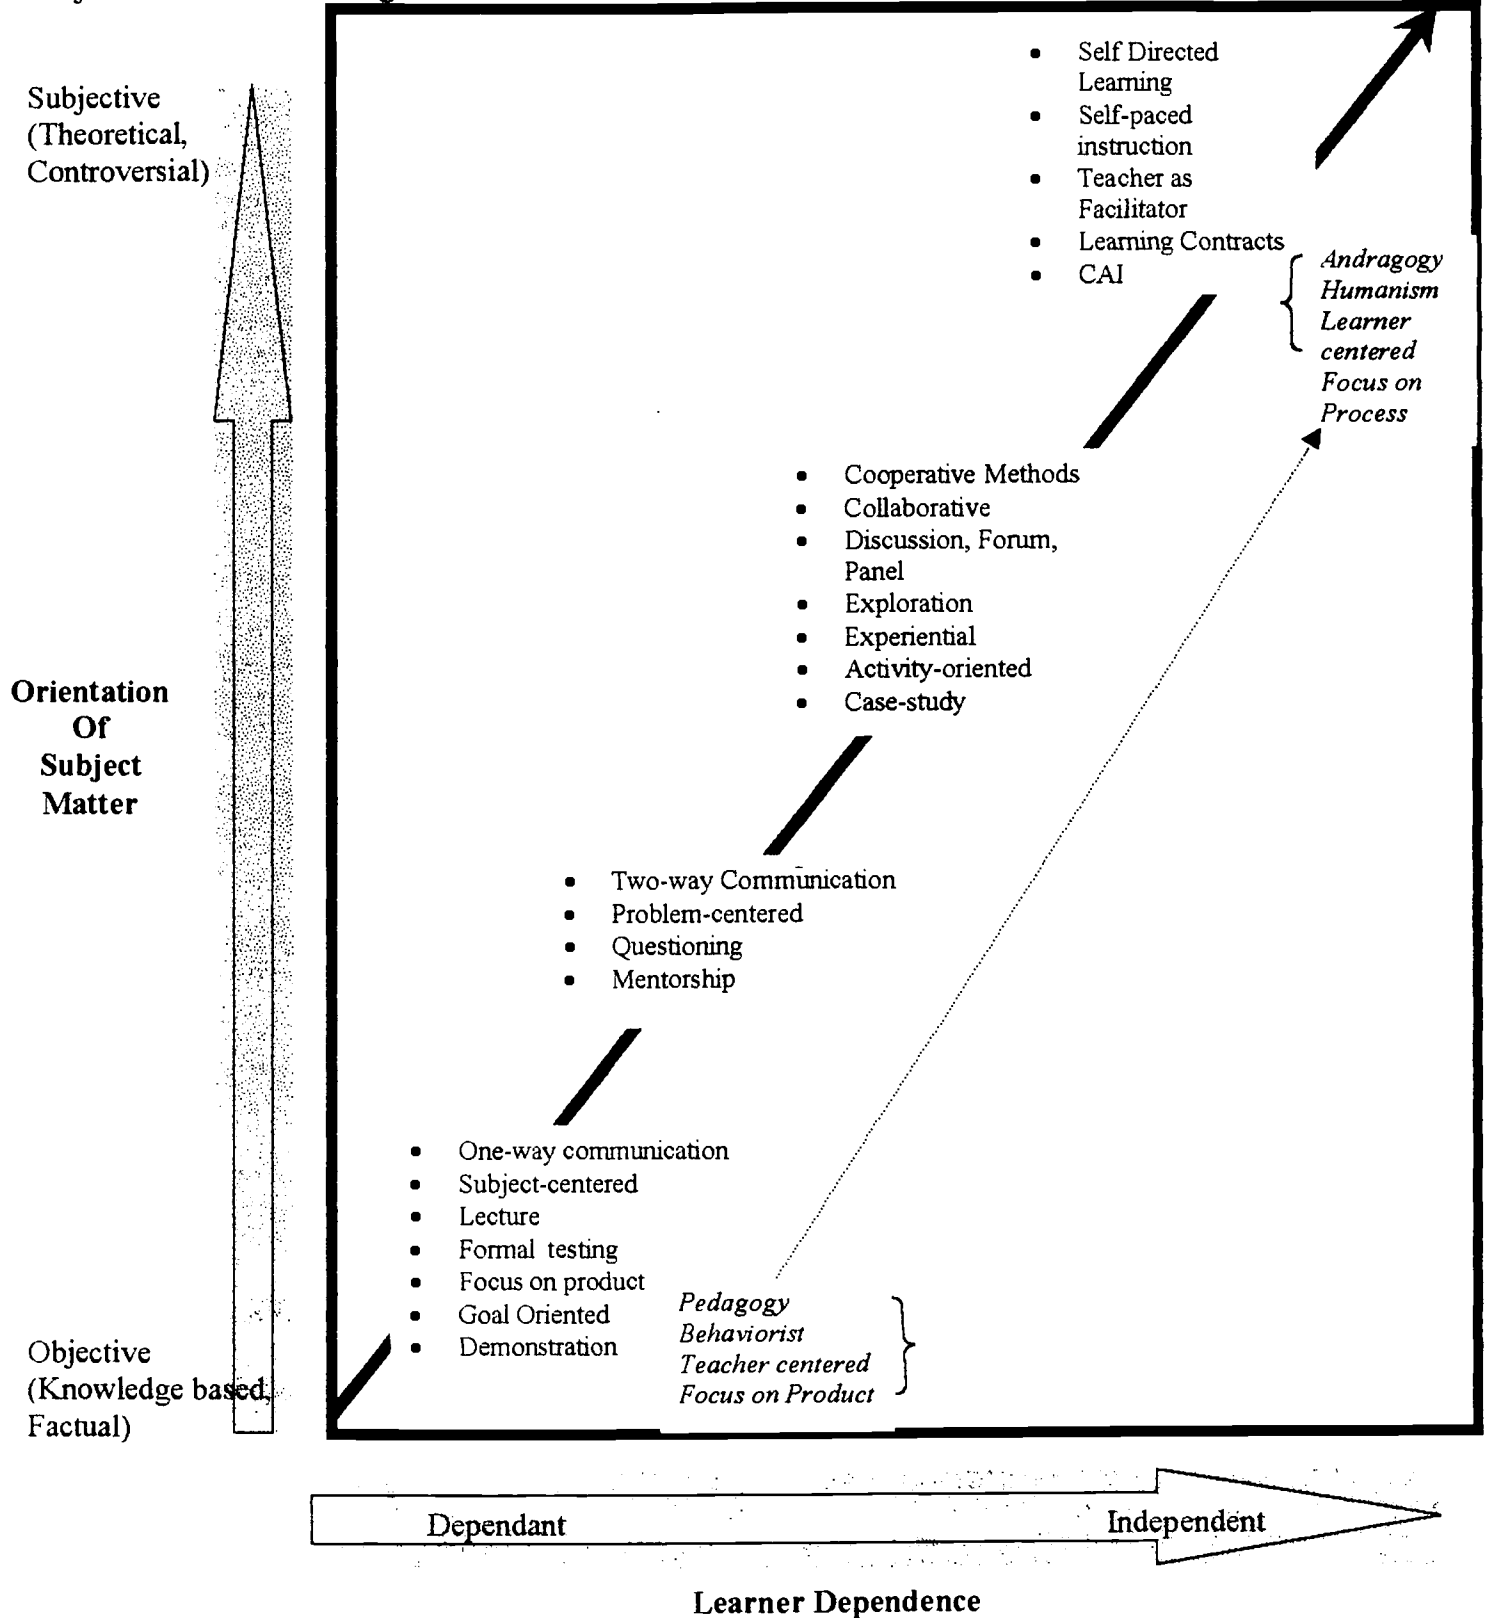 Subjective
(Theoretical,
Controversial)
Orientation
Of
Subject
Matter
Objective
(Knowledge based,
Factual)
• Self Directed
Learning
• Self-paced
instruction
• Teacher as
Facilitator
• Learning Contracts
• CAI
Andragogy
Humanism
Learner
centered
Focus on
Process
• Cooperative Methods
• Collaborative
• Discussion, Forum,
Panel
• Exploration
• Experiential
• Activity-oriented
• Case-study
• Two-way Communication
• Problem-centered
• Questioning
• Mentorship
• One-way communication
• Subject-centered
• Lecture
• Formal testing
• Focus on product
• Goal Oriented
• Demonstration
Pedagogy
Behaviorist
Teacher centered
Focus on Product
Dependant
Independent
Learner Dependence